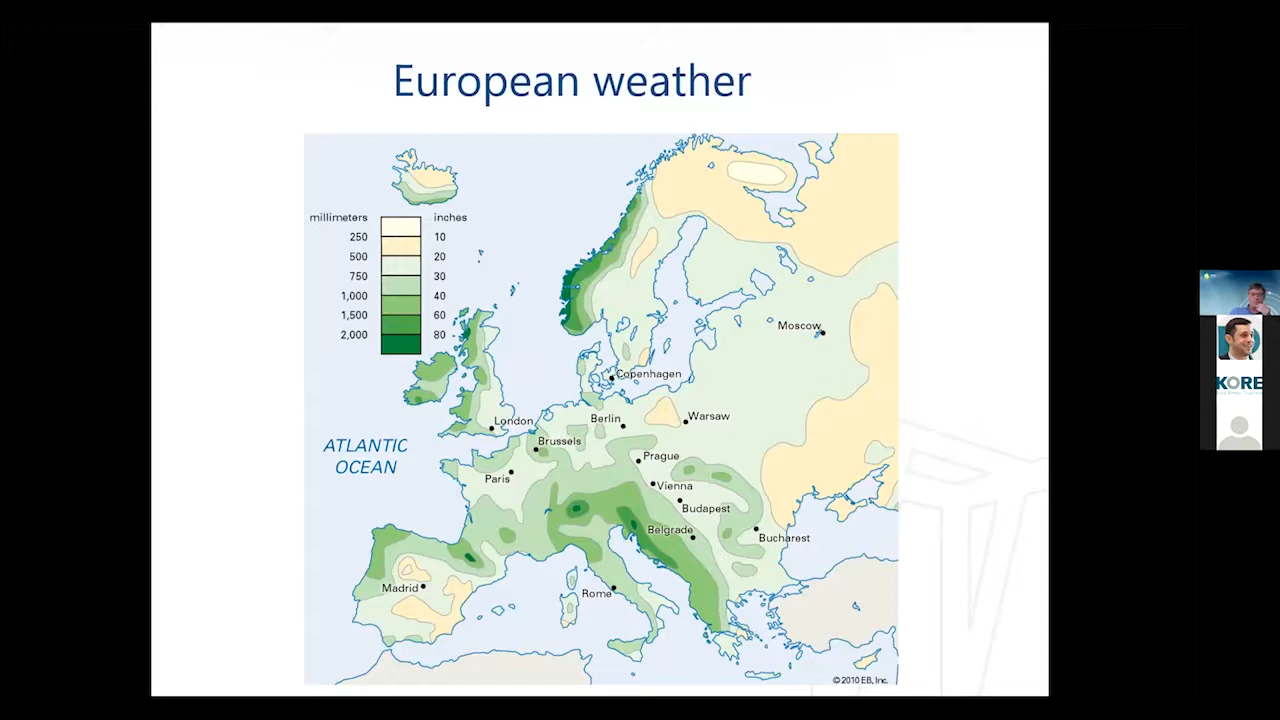 European weather
millimeters inches
250 10
500 20
750 30
1,000 40
1,500 60
2,000 80
ATLANTIC
OCEAN
Moscow
Copenhagen
London
Berlin
Warsaw
Brussels
Prague
Paris
Vienna
Budapest
Belgrade
Bucharest
Madrid
Rome
© 2010 EB, Inc.
KORE